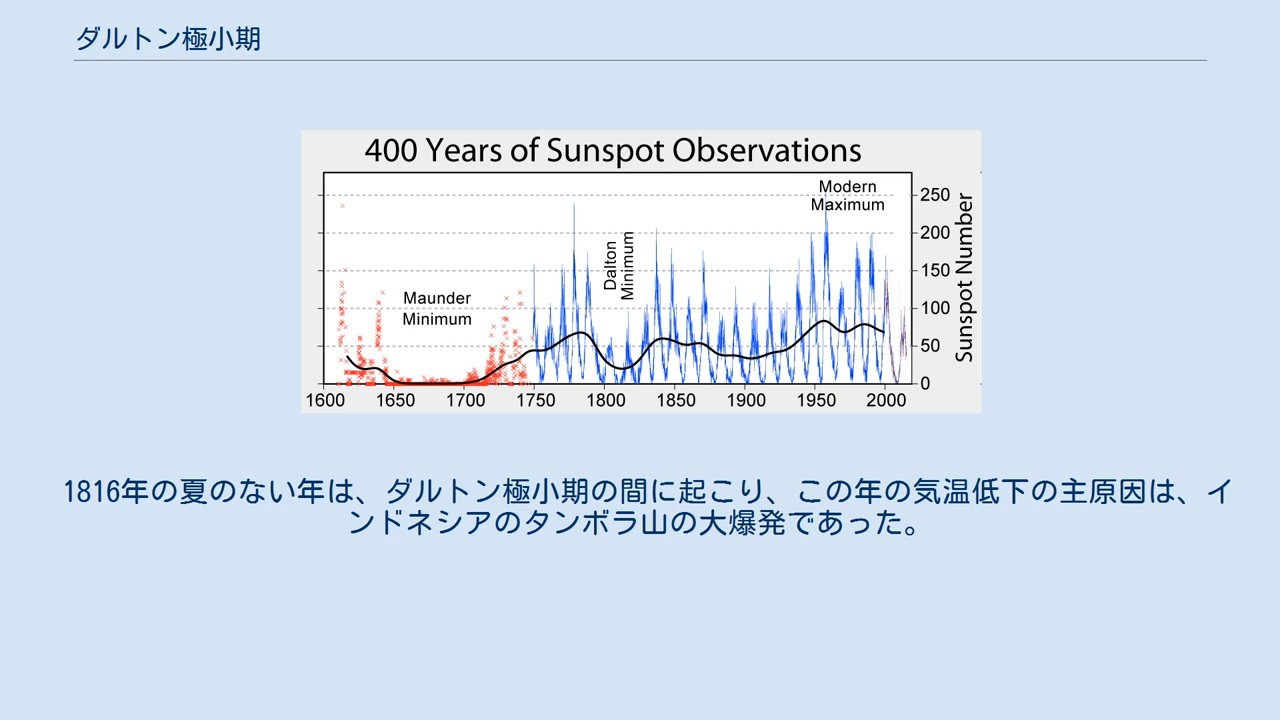 ダルトン極小期
400 Years of Sunspot Observations
Modern
Maximum
Dalton
Minimum
Maunder
Minimum
250
200
150
100
50
0
Sunspot Number
1600 1650 1700 1750 1800 1850 1900 1950 2000
1816年の夏のない年は、ダルトン極小期の間に起こり、この年の気温低下の主原因は、イ
ンドネシアのタンボラ山の大爆発であった。